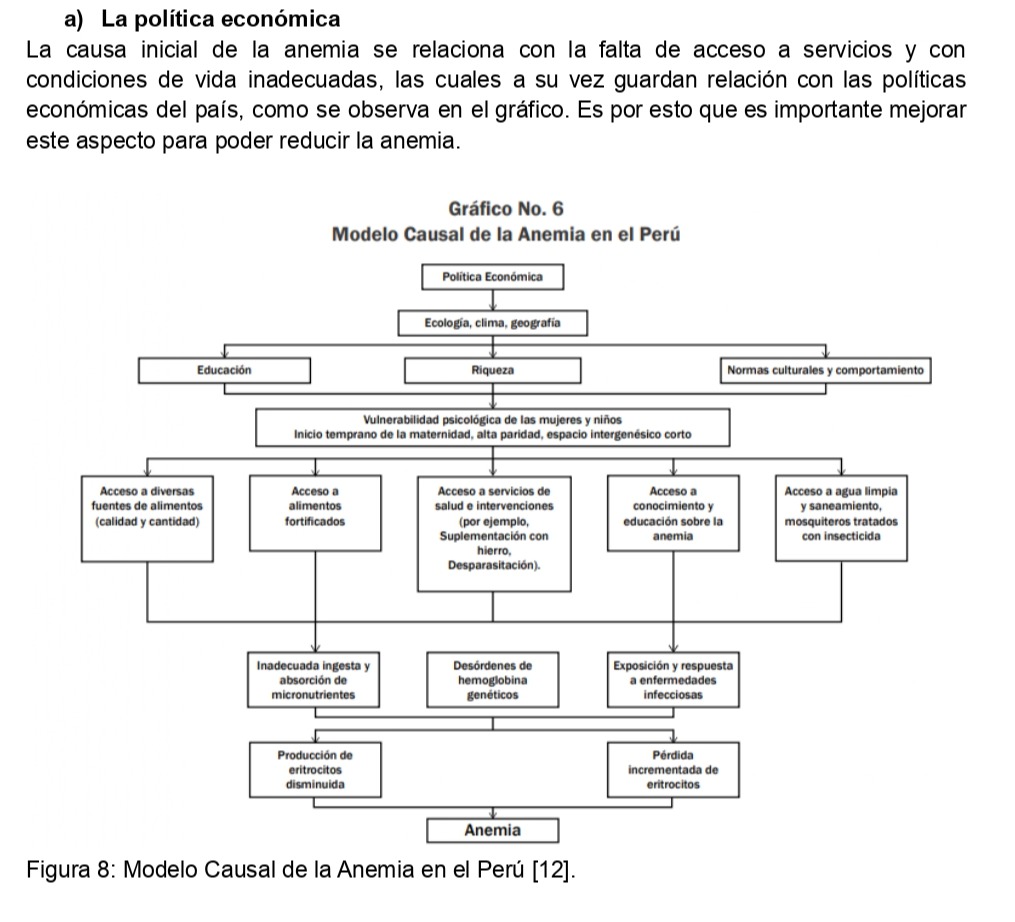 a) La política económica
La causa inicial de la anemia se relaciona con la falta de acceso a servicios y con
condiciones de vida inadecuadas, las cuales a su vez guardan relación con las políticas
económicas del país, como se observa en el gráfico. Es por esto que es importante mejorar
este aspecto para poder reducir la anemia.
Gráfico No. 6
Modelo Causal de la Anemia en el Perú
Política Económica
Ecología, clima, geografía
Educación
Riqueza
Normas culturales y comportamiento
Vulnerabilidad psicológica de las mujeres y niños
Inicio temprano de la maternidad, alta paridad, espacio intergenésico corto
Acceso a diversas
fuentes de alimentos
(calidad y cantidad)
Acceso a
alimentos
fortificados
Acceso a servicios de
salud e intervenciones
(por ejemplo,
Suplementación con
hierro,
Desparasitación).
Acceso a
conocimiento y
educación sobre la
anemia
Acceso a agua limpia
y saneamiento,
mosquiteros tratados
con insecticida
Inadecuada ingesta y
absorción de
micronutrientes
Desórdenes de
hemoglobina
genéticos
Exposición y respuesta
a enfermedades
infecciosas
Producción de
eritrocitos
disminuida
Pérdida
incrementada de
eritrocitos
Anemia
Figura 8: Modelo Causal de la Anemia en el Perú [12].